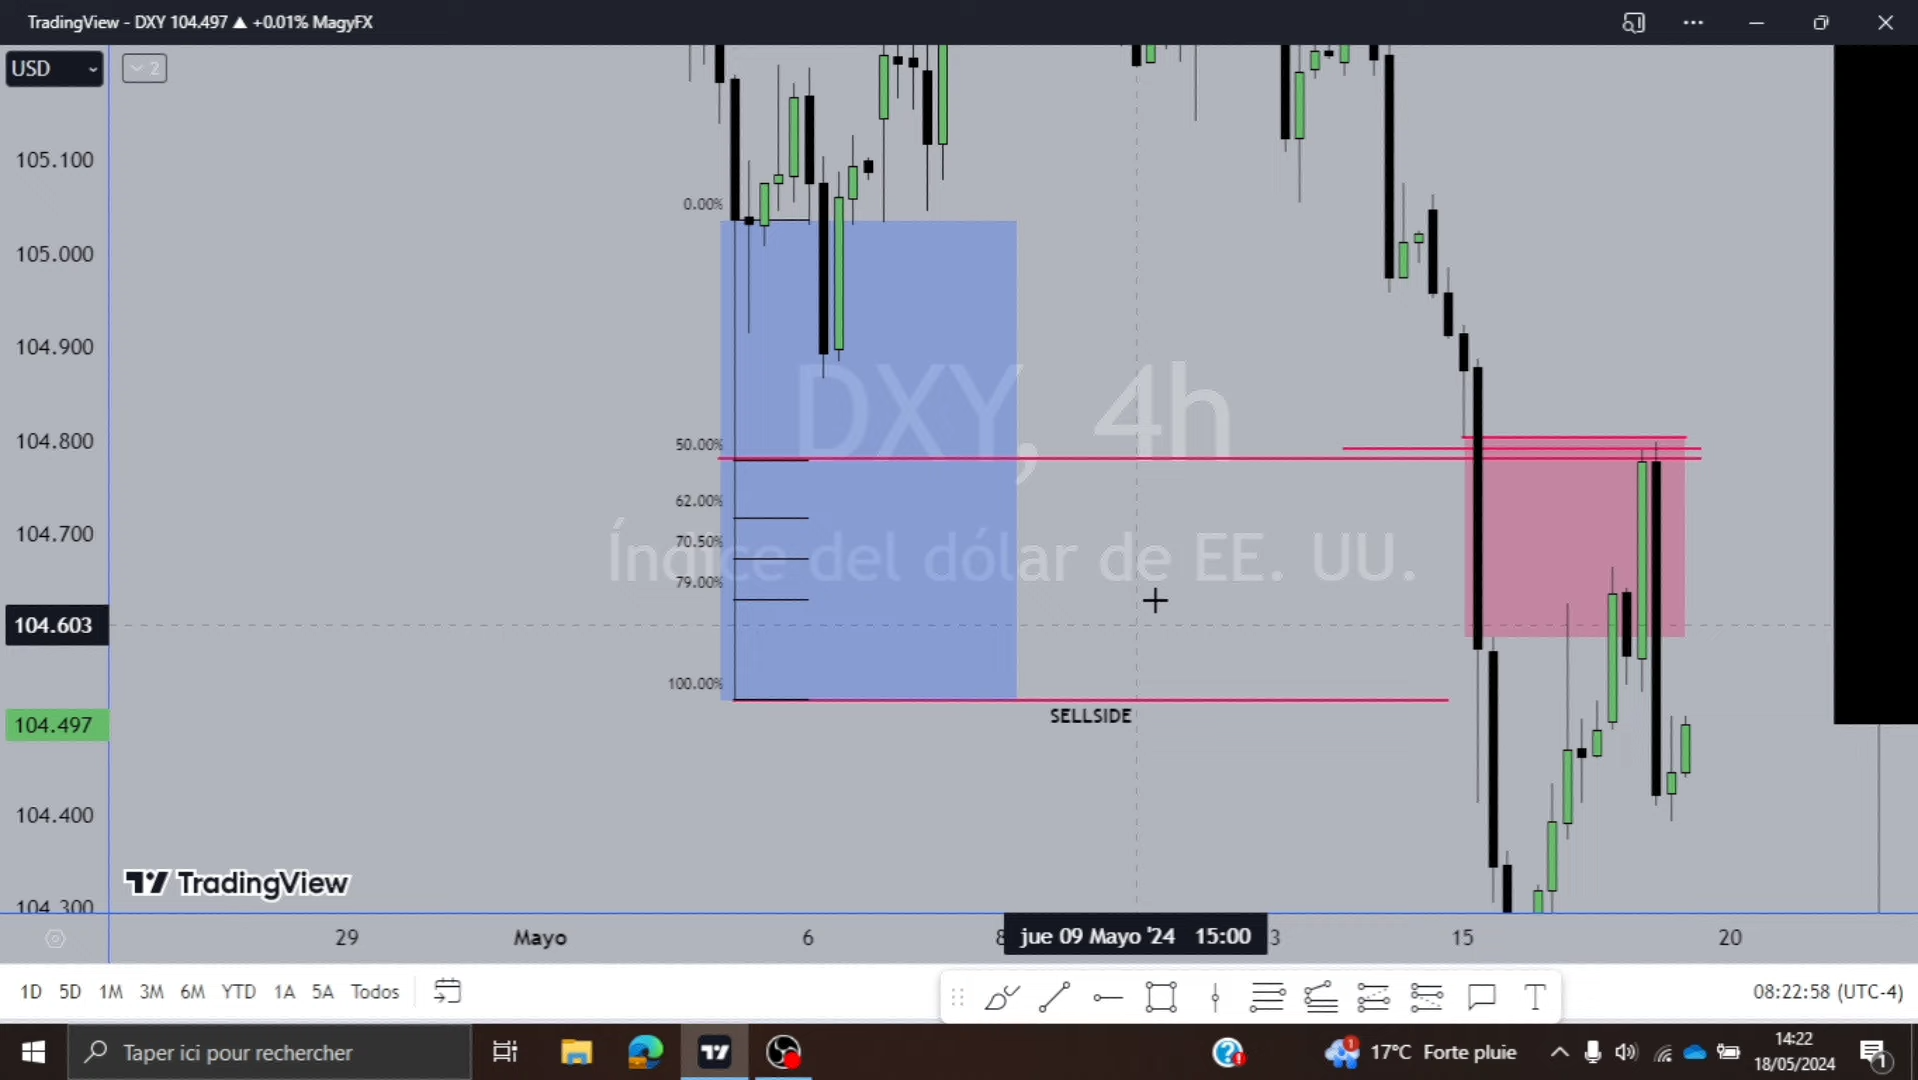 TradingView - DXY 104.497 ▲ +0.01% MagyFX
USD
2
105.100
105.000
104.900
104.800
104.700
104.603
104.497
104.400
104.300
0.00%
50.00%
62.00%
70.50%
79.00%
100.00%
DXY, 4h
Índice del dólar de EE. UU.
SELLSIDE
TradingView
29
Mayo
6
8
jue 09 Mayo '24 15:00
3
15
20
1D 5D 1M 3M 6M YTD 1A 5A Todos
08:22:58 (UTC-4)
Taper ici pour rechercher
1
17°C Forte pluie
14:22
18/05/2024
1